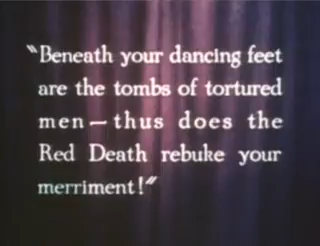 "Beneath your dancing feet
are the tombs of tortured
men — thus does the
Red Death rebuke your
merriment!"